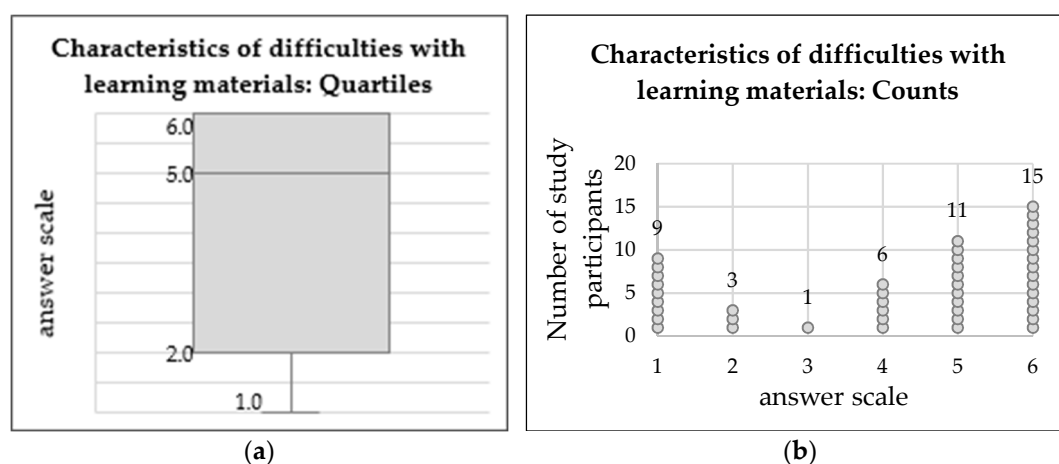 Characteristics of difficulties with
learning materials: Quartiles
6.0
5.0
2.0
1.0
answer scale
(a)
Characteristics of difficulties with
learning materials: Counts
Number of study
participants
20
15
10
5
0
9
3
1
6
11
15
1 2 3 4 5 6
answer scale
(b)